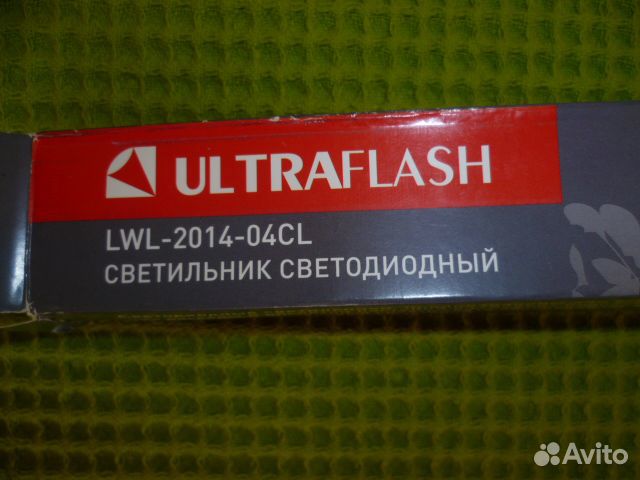 ULTRAFLASH
LWL-2014-04CL
СВЕТИЛЬНИК СВЕТОДИОДНЫЙ
Avito